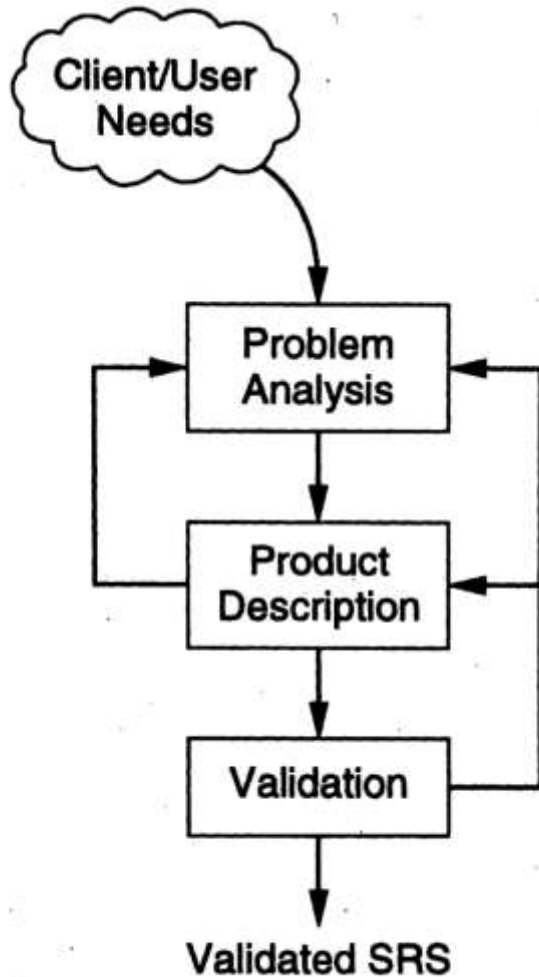 Client/User
Needs
Problem
Analysis
Product
Description
Validation
Validated SRS